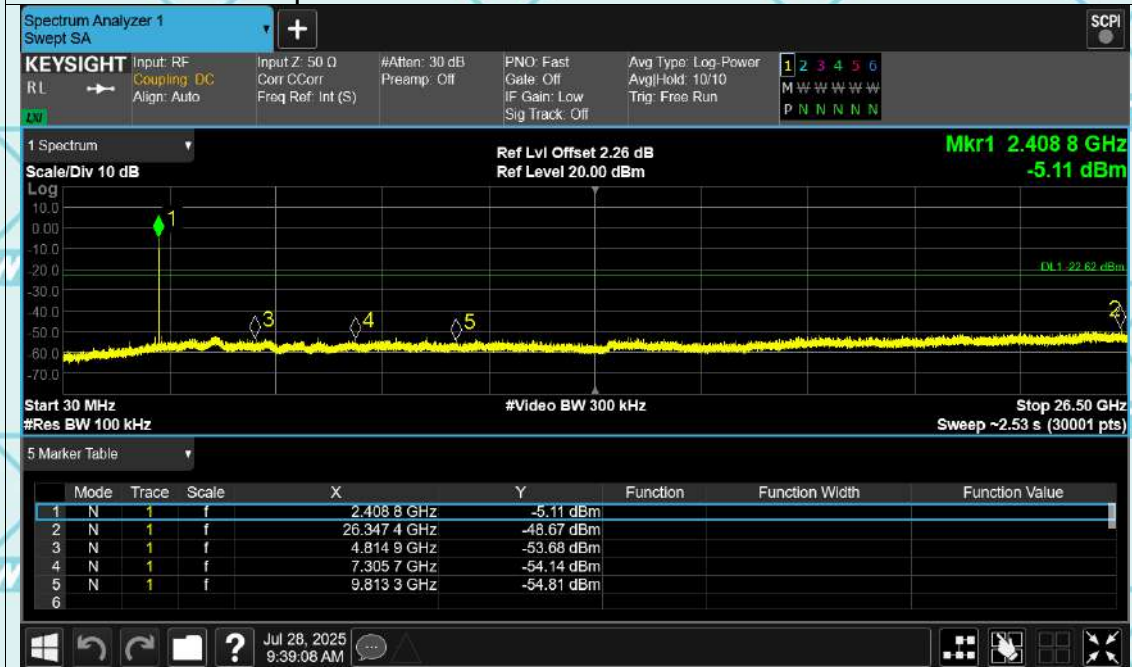 Spectrum Analyzer 1
Swept SA
+
SCPI
KEYSIGHT
RL
LXI
Input: RF
Coupling: DC
Align: Auto
Input Z: 50 Ω
Corr CCorr
Freq Ref: Int (S)
#Atten: 30 dB
Preamp: Off
PNO: Fast
Gate: Off
IF Gain: Low
Sig Track: Off
Avg Type: Log-Power
Avg|Hold: 10/10
Trig: Free Run
1 2 3 4 5 6
M W W W W W
P N N N N N
1 Spectrum
Scale/Div 10 dB
Ref Lvl Offset 2.26 dB
Ref Level 20.00 dBm
Mkr1 2.408 8 GHz
-5.11 dBm
Log
10.0
0.00
-10.0
-20.0
-30.0
-40.0
-50.0
-60.0
-70.0
1
DL1 -22.62 dBm
2
3
4
5
Start 30 MHz
#Res BW 100 kHz
#Video BW 300 kHz
Stop 26.50 GHz
Sweep ~2.53 s (30001 pts)
5 Marker Table
Mode Trace Scale X Y Function Function Width Function Value
1 N 1 f 2.408 8 GHz -5.11 dBm
2 N 1 f 26.347 4 GHz -48.67 dBm
3 N 1 f 4.814 9 GHz -53.68 dBm
4 N 1 f 7.305 7 GHz -54.14 dBm
5 N 1 f 9.813 3 GHz -54.81 dBm
6
?
Jul 28, 2025
9:39:08 AM